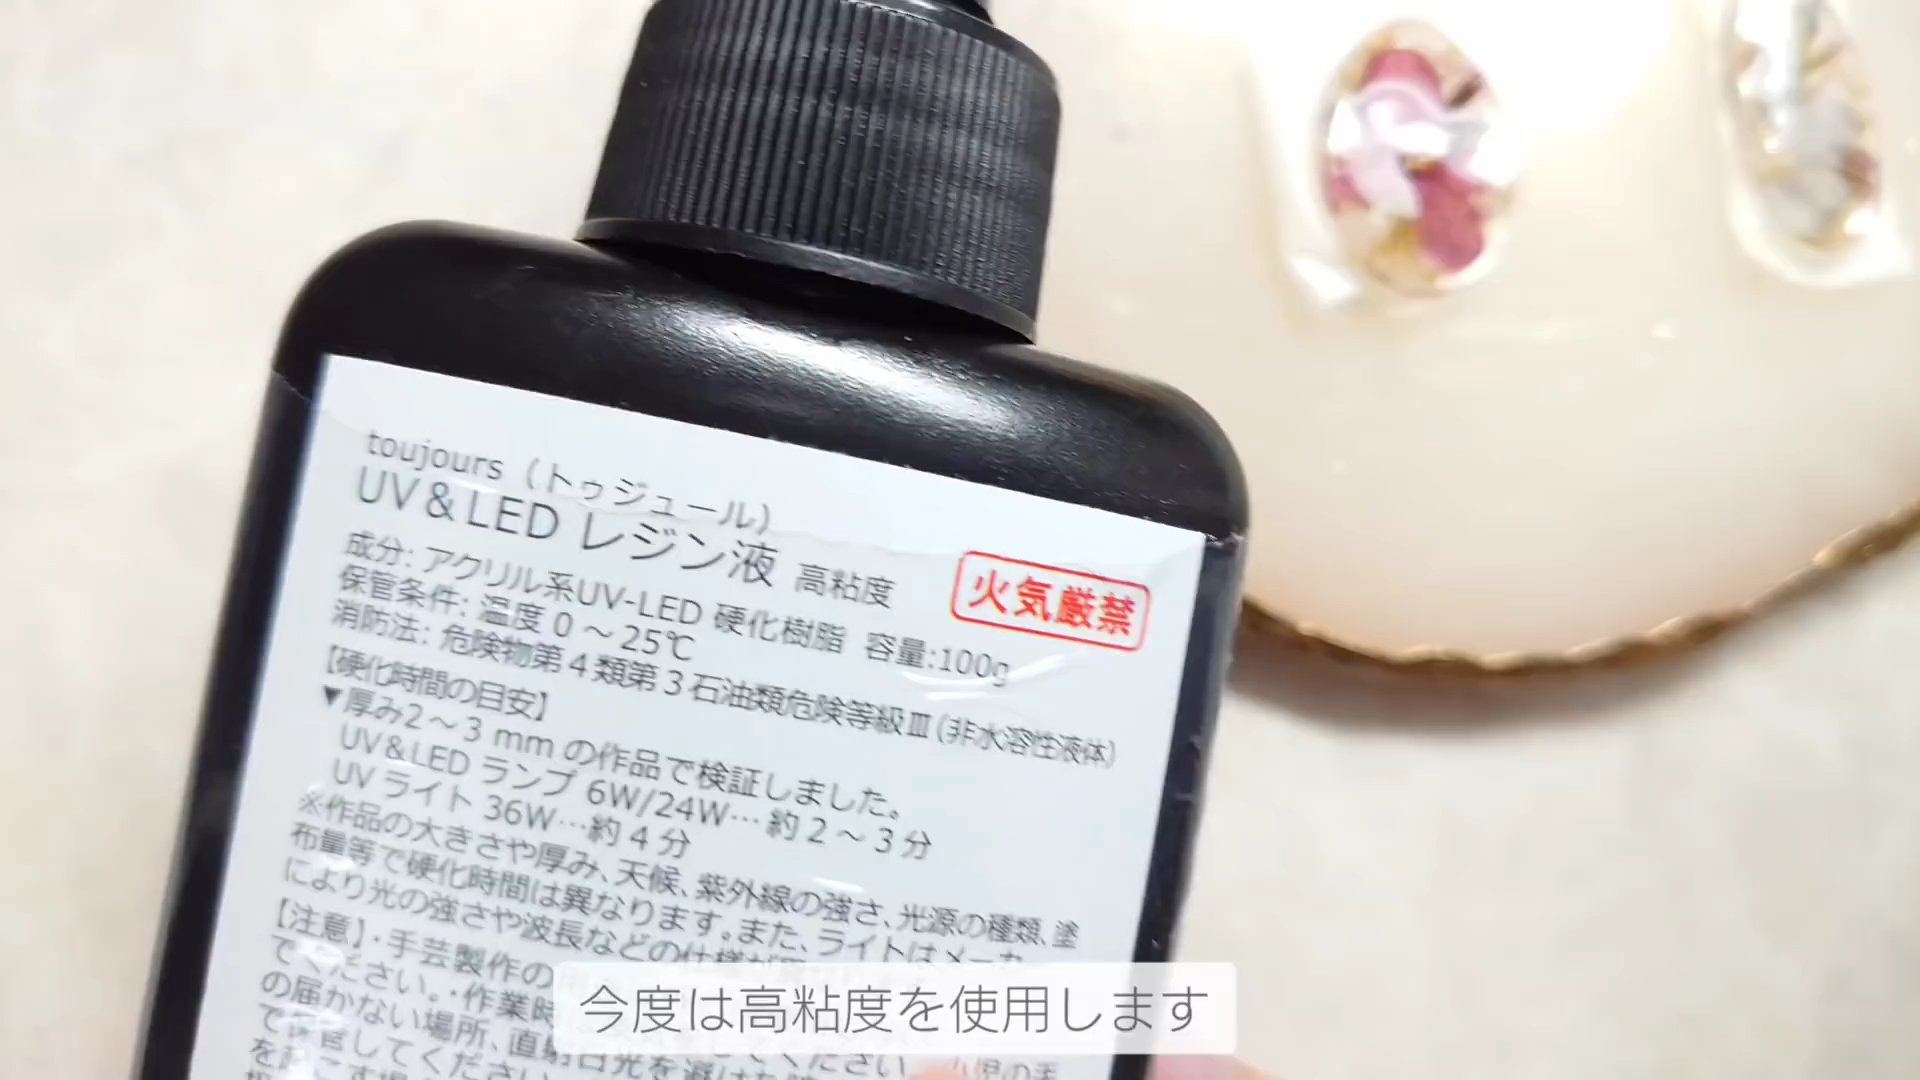 toujours（トゥジュール）
UV＆LED レジン液 高粘度
火気厳禁
成分: アクリル系UV-LED 硬化樹脂 容量:100g
保管条件: 温度 0 ～ 25℃
消防法: 危険物第 4 類第 3 石油類危険等級Ⅲ (非水溶性液体)
【硬化時間の目安】
▼厚み2 ～ 3 mm の作品で検証しました。
UV＆LED ランプ 6W/24W… 約 2 ～ 3 分
UV ライト 36W…約 4 分
※作品の大きさや厚み、天候、紫外線の強さ、光源の種類、塗
布量等で硬化時間は異なります。また、ライトはメーカー
により光の強さや波長などの仕様が
【注意】・手芸製作の
でください。・作業時
の届かない場所、直射日光を避けた
で保管してください
今度は高粘度を使用します